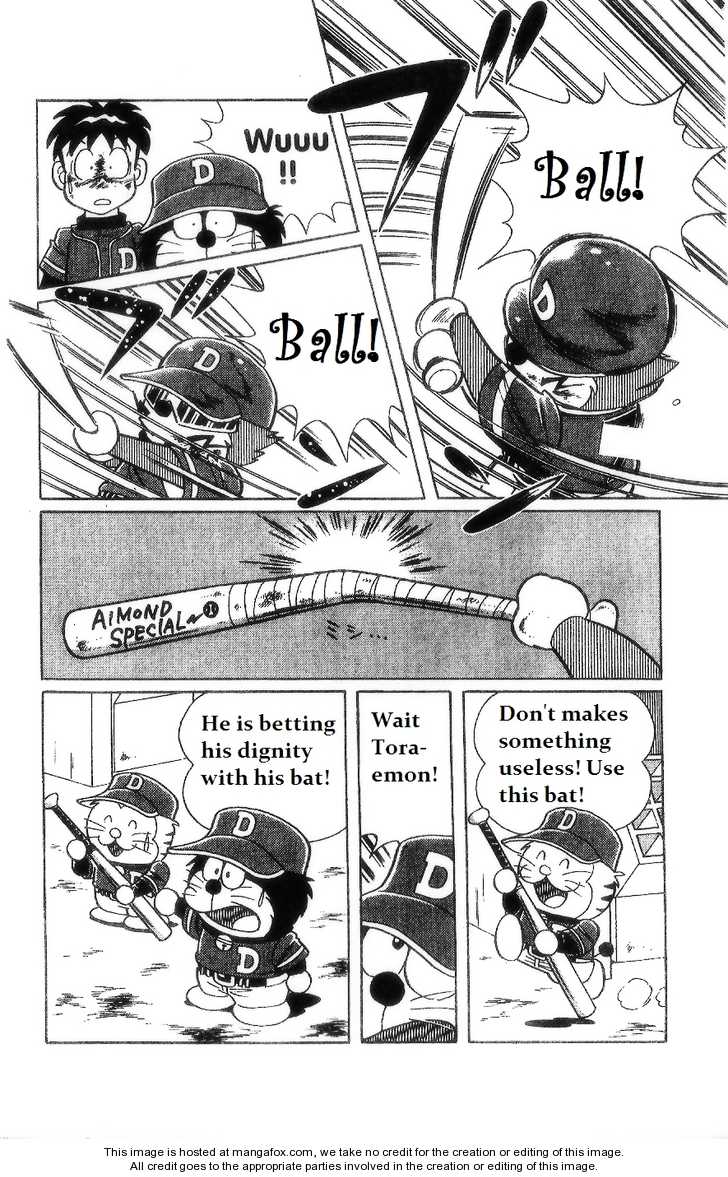 ブ
Ball!
Wuuu
!!
D
D
D
ブン
Ball!
D
AIMOND
SPECIAL
ミシ...
Don't makes
something
useless! Use
this bat!
D
Wait
Tora-
emon!
D
He is betting
his dignity
with his bat!
D
D
D
This image is hosted at mangafox.com, we take no credit for the creation or editing of this image.
All credit goes to the appropriate parties involved in the creation or editing of this image.